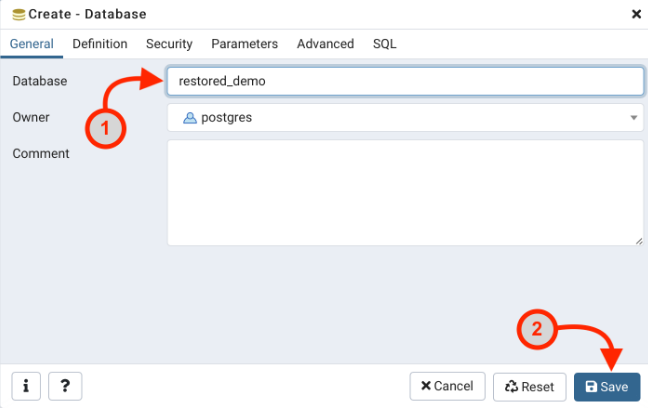 Create - Database
General Definition Security Parameters Advanced SQL
Database restored_demo
1
Owner postgres
Comment
2
i ? Cancel Reset Save